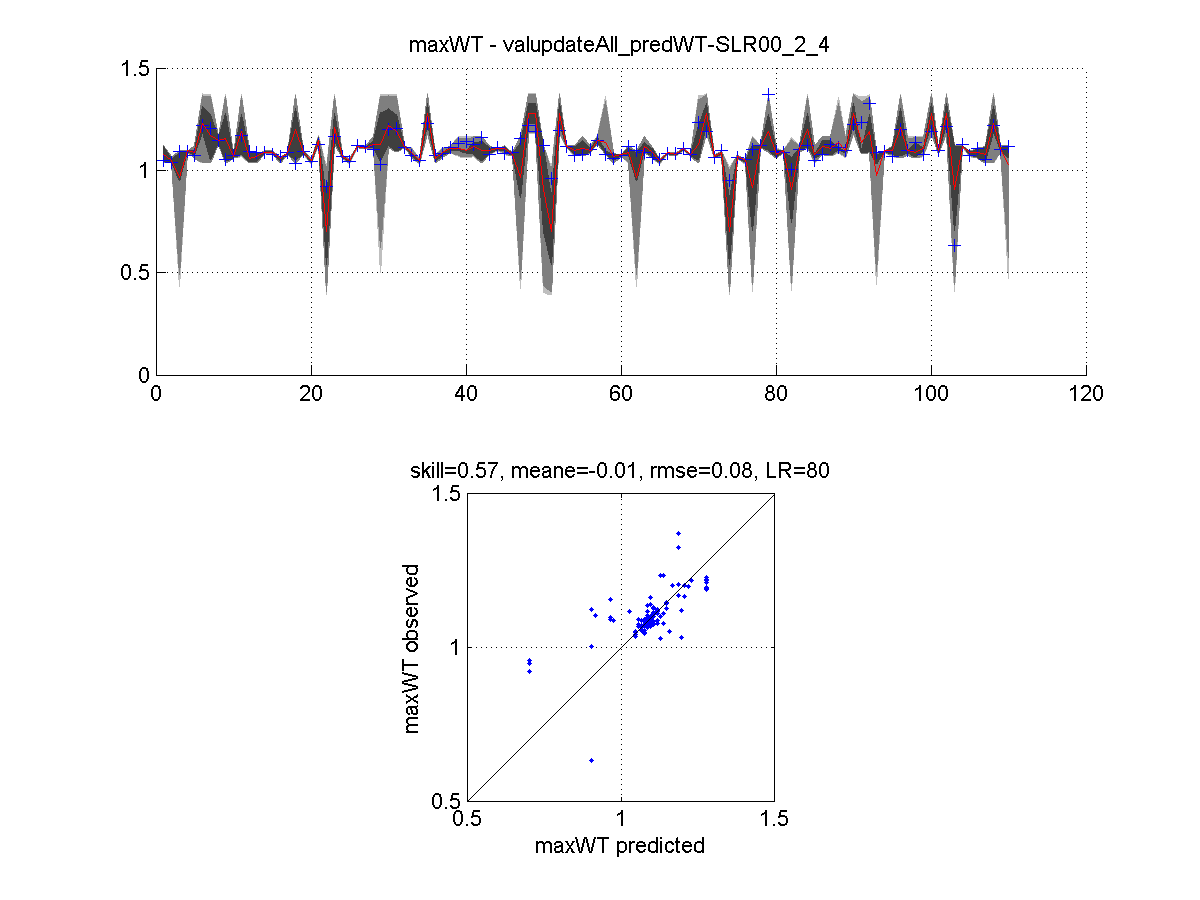 maxWT - valupdateAll_predWT-SLR00_2_4
1.5
1
0.5
0
0 20 40 60 80 100 120
skill=0.57, meane=-0.01, rmse=0.08, LR=80
1.5
maxWT observed
1
0.5
0.5 1 1.5
maxWT predicted